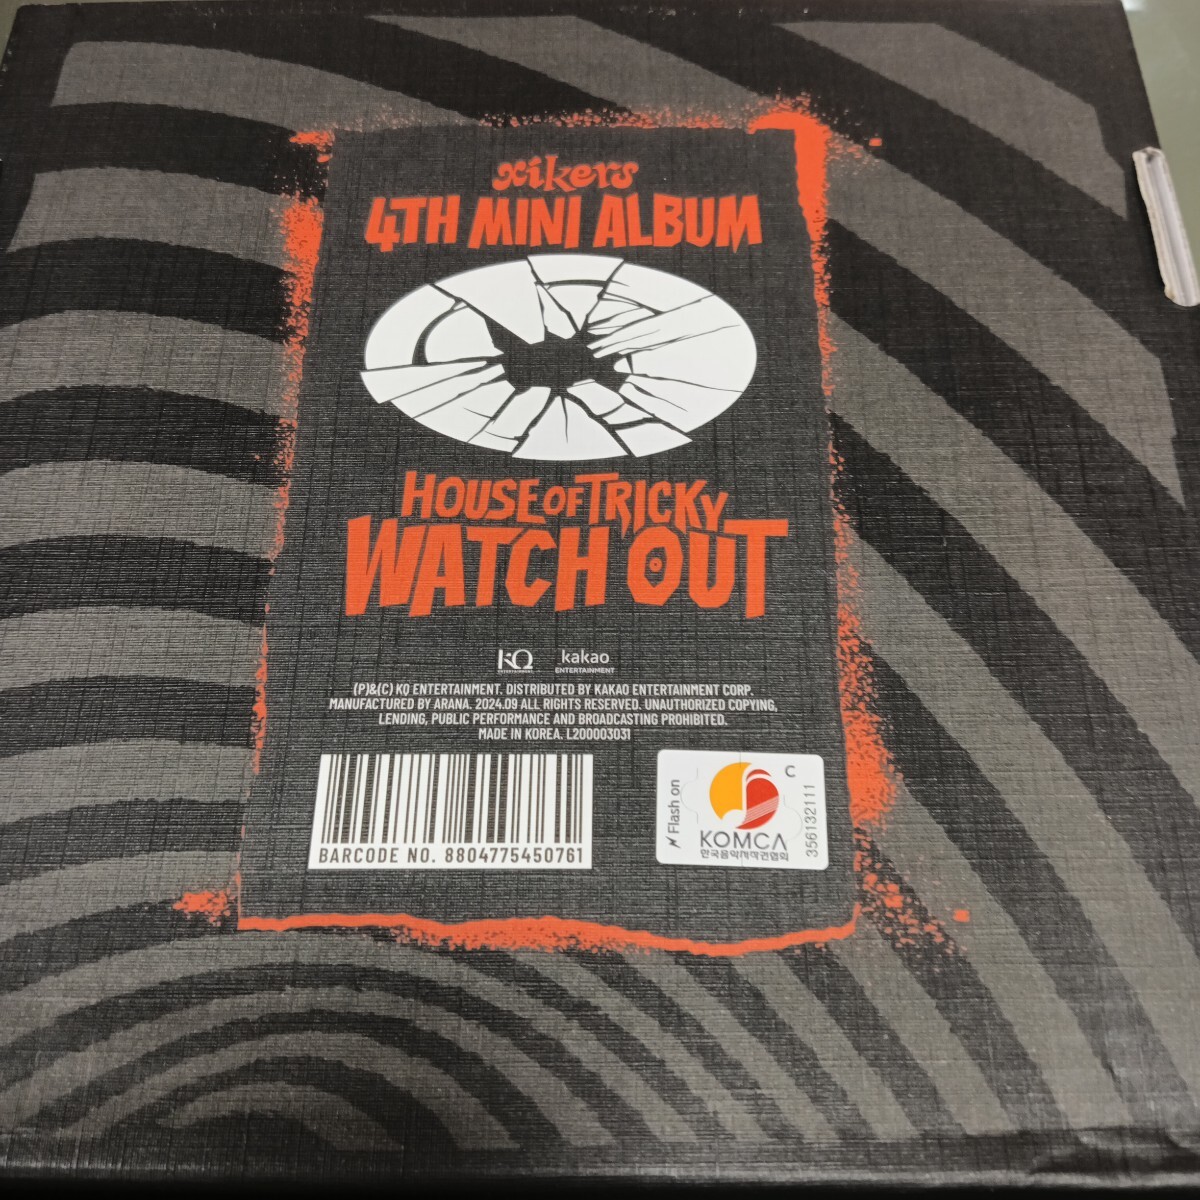 xikers
4TH MINI ALBUM
HOUSE OF TRICKY
WATCH OUT
KQ
ENTERTAINMENT
kakao
ENTERTAINMENT
(P)&(C) KQ ENTERTAINMENT. DISTRIBUTED BY KAKAO ENTERTAINMENT CORP.
MANUFACTURED BY ARANA. 2024.09 ALL RIGHTS RESERVED. UNAUTHORIZED COPYING,
LENDING, PUBLIC PERFORMANCE AND BROADCASTING PROHIBITED.
MADE IN KOREA. L200003031
BARCODE NO. 8804775450761
Flash on
C
KOMCA
한국음악저작권협회
356132111